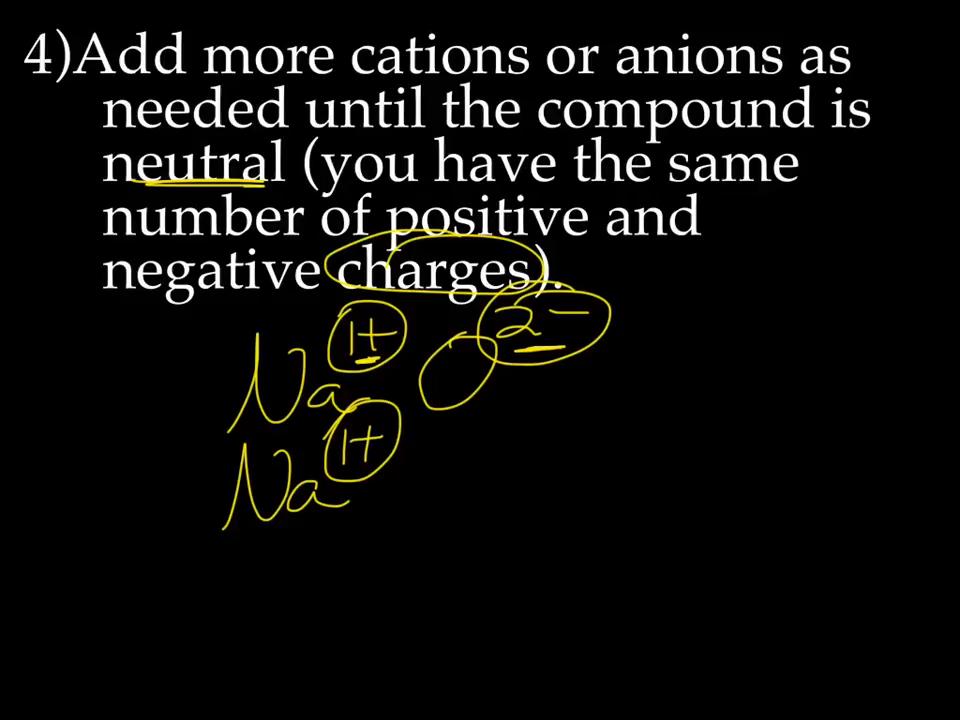 4)Add more cations or anions as
needed until the compound is
neutral (you have the same
number of positive and
negative charges).
Na 1+ O 2-
Na 1+